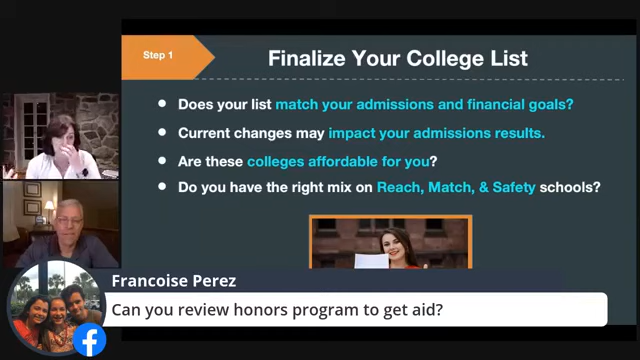 Step 1
Finalize Your College List
Does your list match your admissions and financial goals?
Current changes may impact your admissions results.
Are these colleges affordable for you?
Do you have the right mix on Reach, Match, & Safety schools?
Francoise Perez
Can you review honors program to get aid?